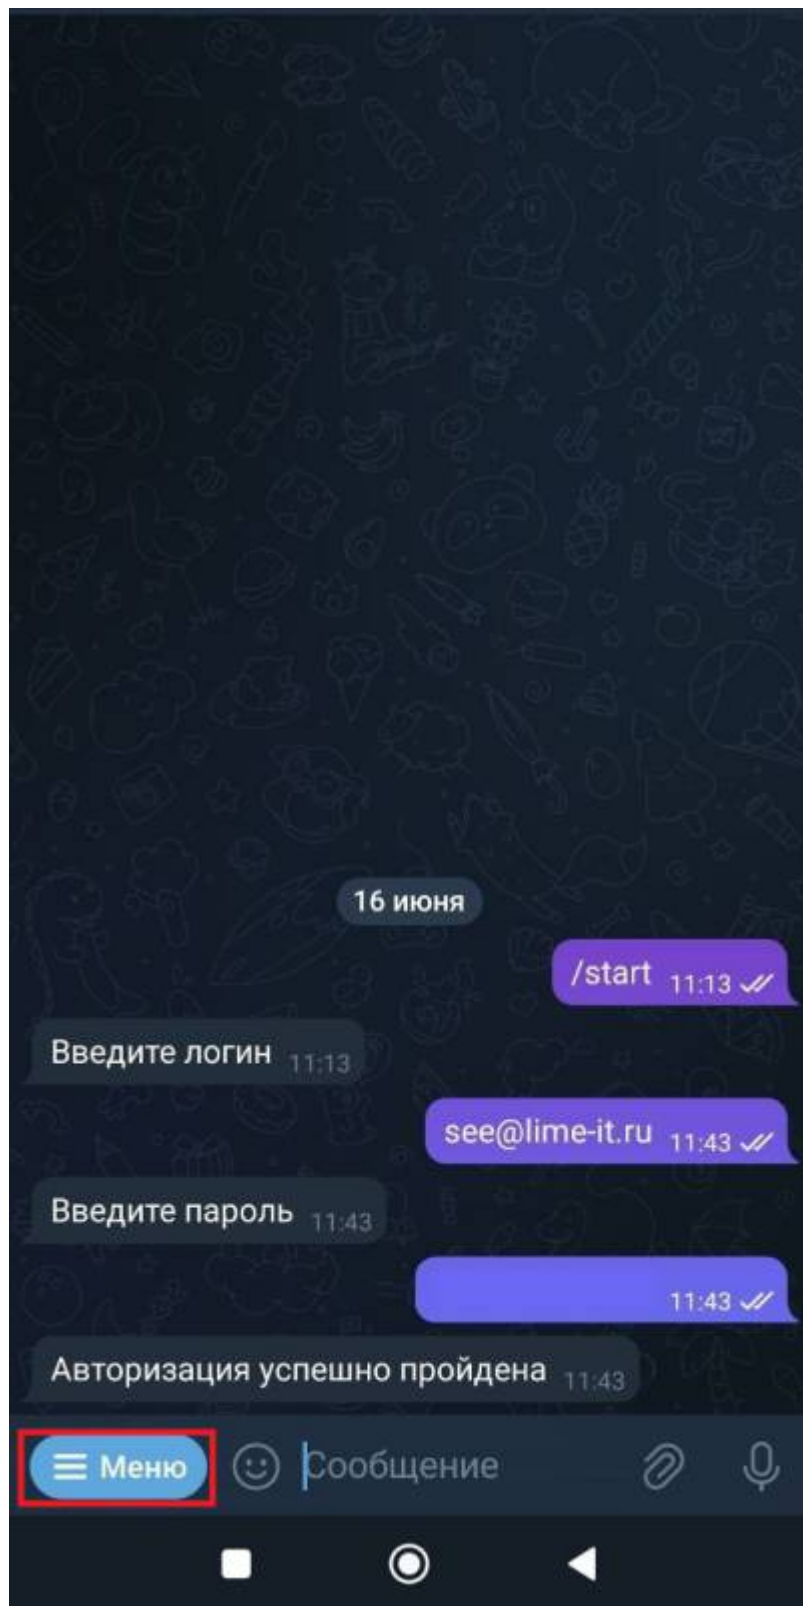 16 июня
/start 11:13
Введите логин 11:13
see@lime-it.ru 11:43
Введите пароль 11:43
11:43
Авторизация успешно пройдена 11:43
Меню Сообщение